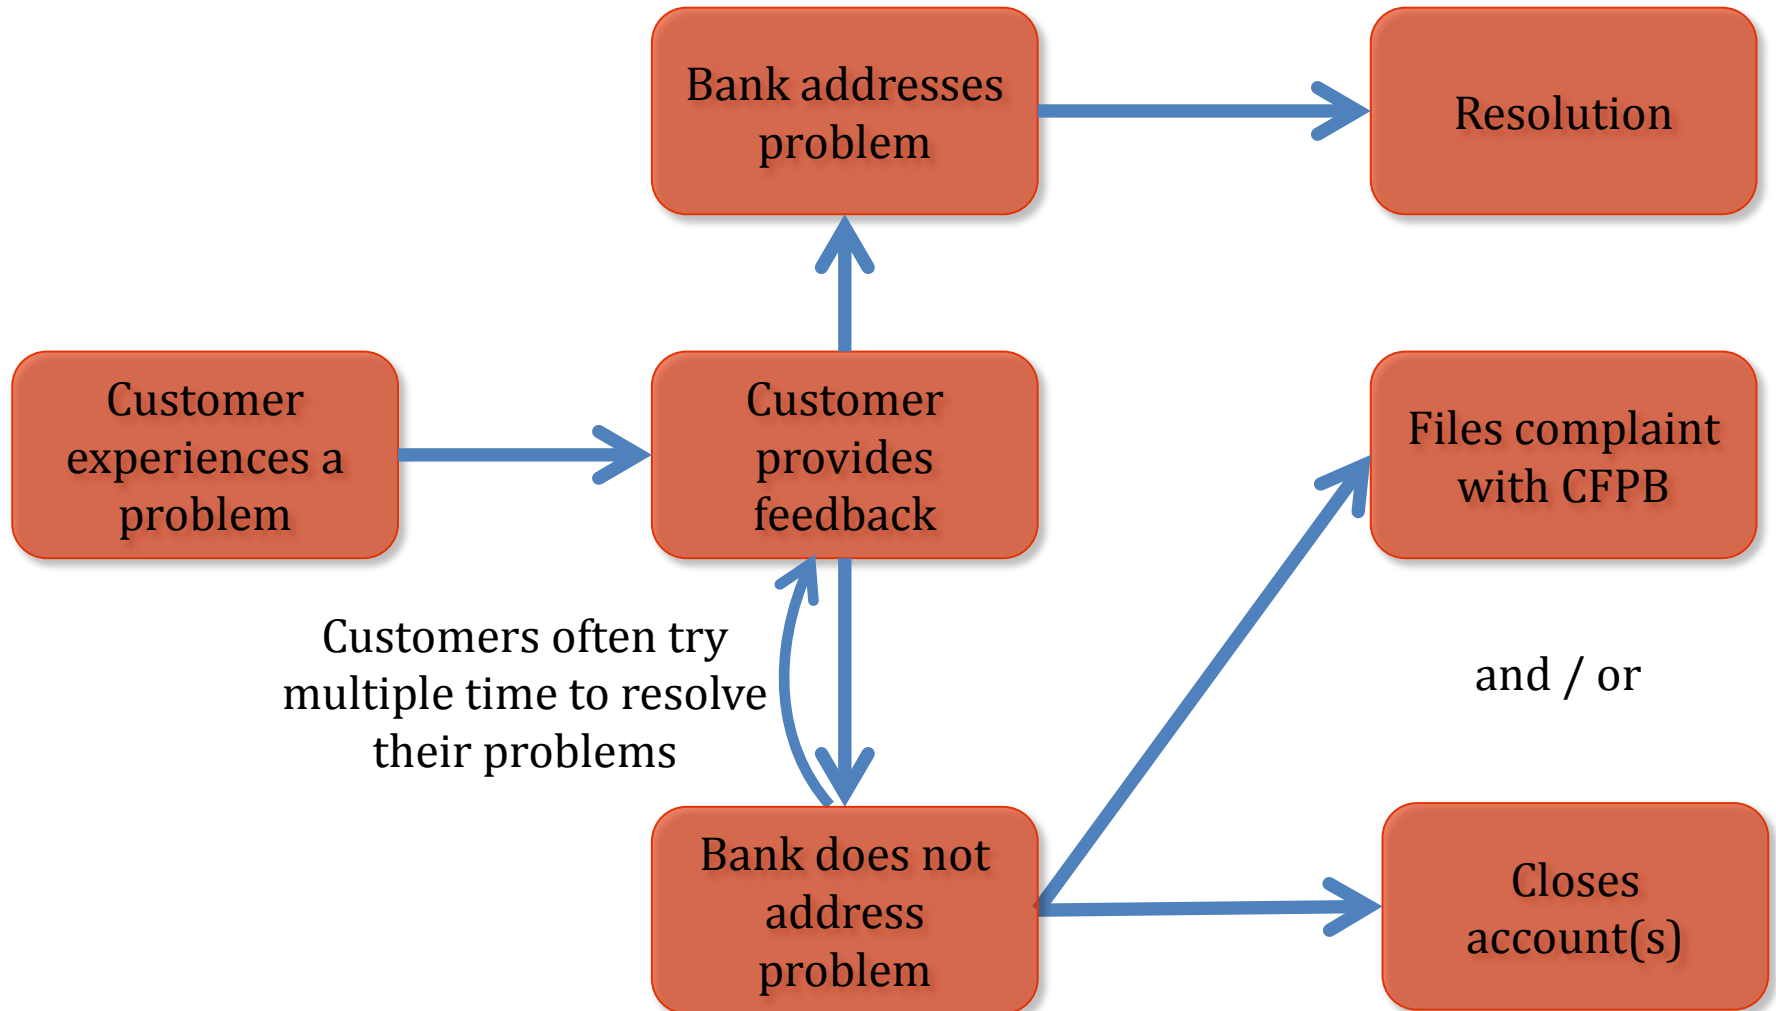 Bank addresses
problem
Resolution
Customer
experiences a
problem
Customer
provides
feedback
Files complaint
with CFPB
Customers often try
multiple time to resolve
their problems
and / or
Bank does not
address
problem
Closes
account(s)